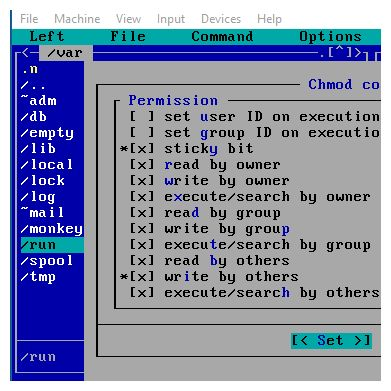 File Machine View Input Devices Help
Left File Command Options
<- /var .[^]>
.n
/..
~adm
/db
/empty
/lib
/local
/lock
/log
~mail
/monkey
/run
/spool
/tmp
/run
Chmod co
Permission
[ ] set user ID on execution
[ ] set group ID on executio
*[x] sticky bit
[x] read by owner
[x] write by owner
[x] execute/search by owner
[x] read by group
[x] write by group
[x] execute/search by group
[x] read by others
*[x] write by others
[x] execute/search by others
[< Set >]